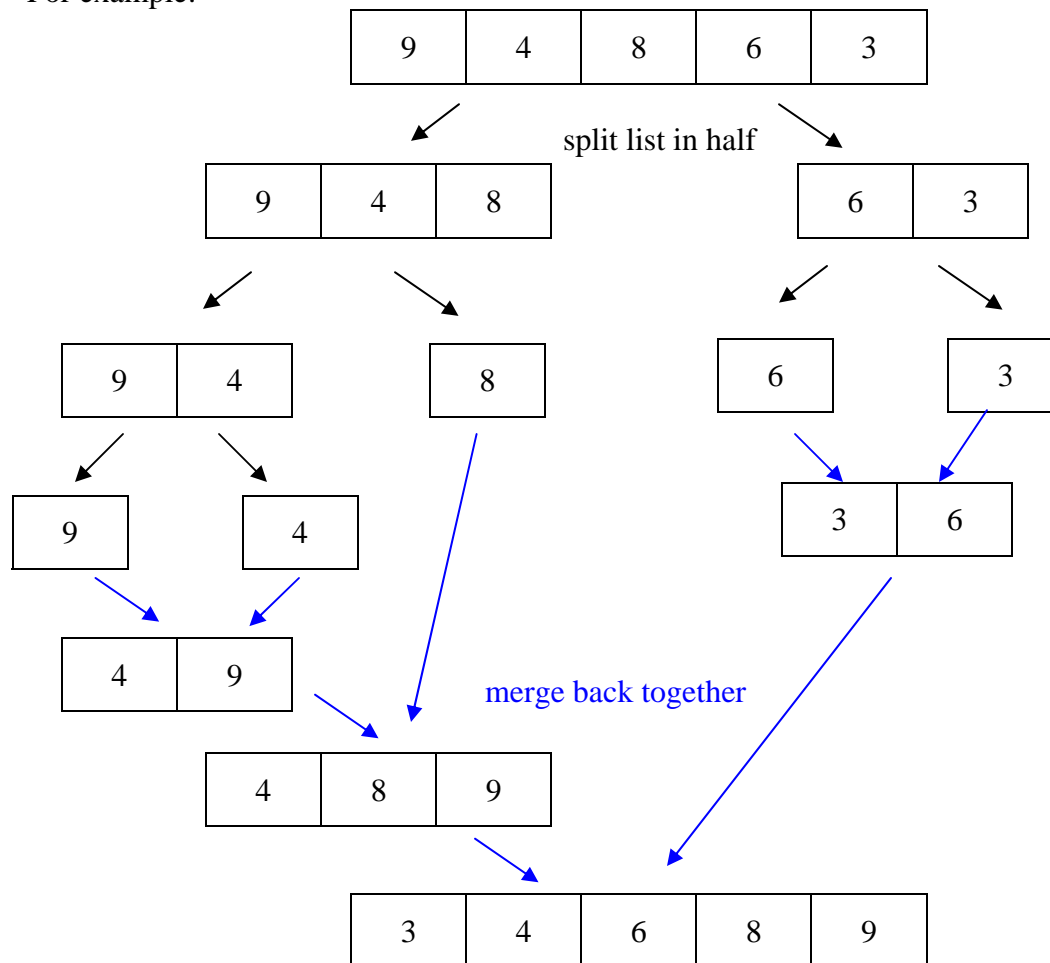 For example:
9 4 8 6 3
split list in half
9 4 8 6 3
9 4 8 6 3
9 4 3 6
4 9
merge back together
4 8 9
3 4 6 8 9